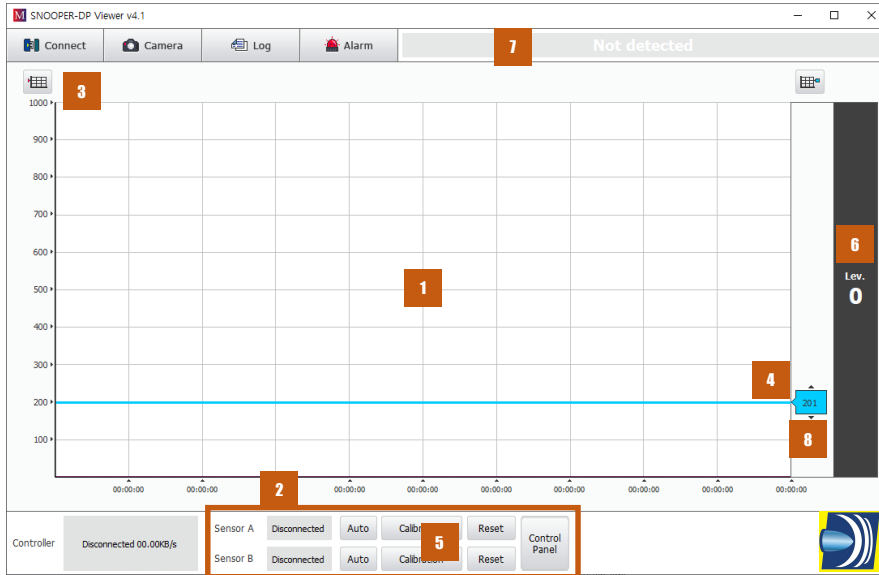 M SNOOPER-DP Viewer v4.1
Connect Camera Log Alarm 7 Not detected
3
1000
900
800
700
600
500
400
300
200
100
1
6
Lev.
0
4
201
8
00:00:00 00:00:00 2 00:00:00 00:00:00 00:00:00 00:00:00 00:00:00 00:00:00 00:00:00
Controller Disconnected 00.00KB/s
Sensor A Disconnected Auto Reset
5
Sensor B Disconnected Auto Calibration Reset
Control
Panel